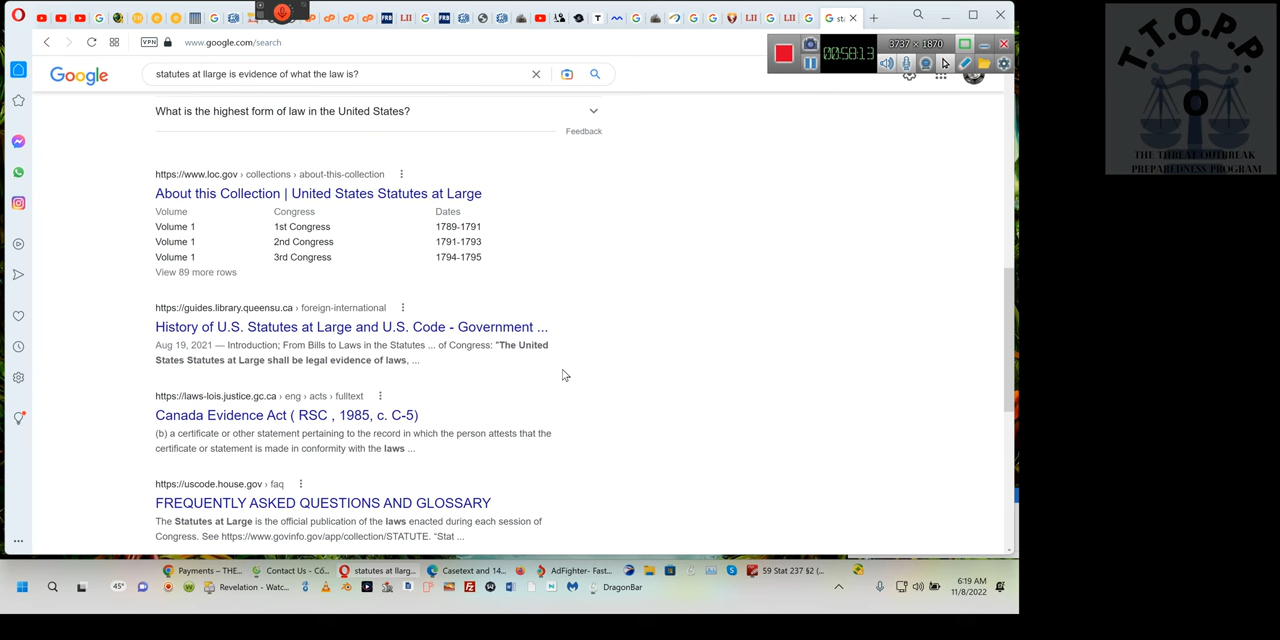 VPN
www.google.com/search
3737 × 1870
00:58:13
T.T.O.P.P.
Google
statutes at llarge is evidence of what the law is?
THE THREAT OUTBREAK
PREPAREDNESS PROGRAM
What is the highest form of law in the United States?
Feedback
https://www.loc.gov › collections › about-this-collection
About this Collection | United States Statutes at Large
Volume Congress Dates
Volume 1 1st Congress 1789-1791
Volume 1 2nd Congress 1791-1793
Volume 1 3rd Congress 1794-1795
View 89 more rows
https://guides.library.queensu.ca › foreign-international
History of U.S. Statutes at Large and U.S. Code - Government ...
Aug 19, 2021 — Introduction; From Bills to Laws in the Statutes ... of Congress: "The United
States Statutes at Large shall be legal evidence of laws, ...
https://laws-lois.justice.gc.ca › eng › acts › fulltext
Canada Evidence Act ( RSC , 1985, c. C-5)
(b) a certificate or other statement pertaining to the record in which the person attests that the
certificate or statement is made in conformity with the laws ...
https://uscode.house.gov › faq
FREQUENTLY ASKED QUESTIONS AND GLOSSARY
The Statutes at Large is the official publication of the laws enacted during each session of
Congress. See https://www.govinfo.gov/app/collection/STATUTE. "Stat ...
Payments – THE...
Contact Us - Co...
statutes at llarg...
Casetext and 14...
AdFighter- Fast...
59 Stat 237 §2 (...
45°
Revelation - Watc...
DragonBar
6:19 AM
11/8/2022